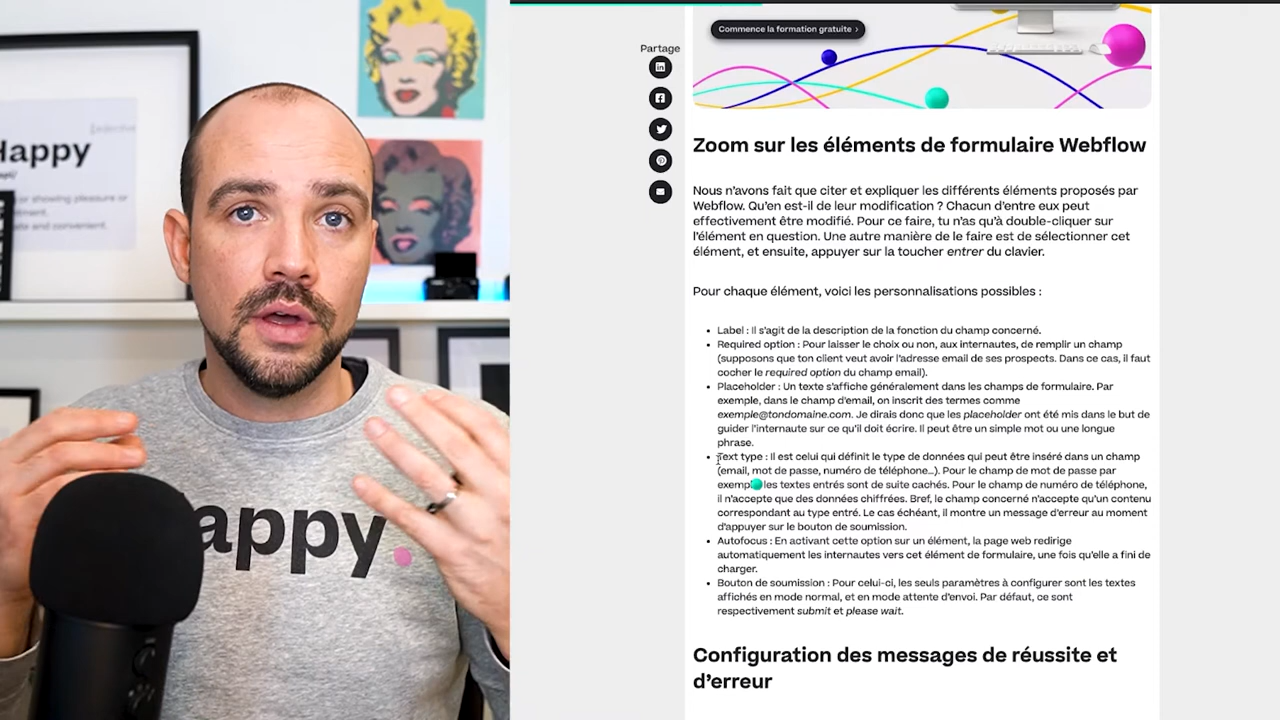 [adjective
Happy
or showing pleasure or
and convenient.
appy.
Commence la formation gratuite ›
Partage
Zoom sur les éléments de formulaire Webflow
Nous n’avons fait que citer et expliquer les différents éléments proposés par
Webflow. Qu’en est-il de leur modification ? Chacun d’entre eux peut
effectivement être modifié. Pour ce faire, tu n’as qu’à double-cliquer sur
l’élément en question. Une autre manière de le faire est de sélectionner cet
élément, et ensuite, appuyer sur la toucher entrer du clavier.
Pour chaque élément, voici les personnalisations possibles :
• Label : Il s’agit de la description de la fonction du champ concerné.
• Required option : Pour laisser le choix ou non, aux internautes, de remplir un champ
(supposons que ton client veut avoir l’adresse email de ses prospects. Dans ce cas, il faut
cocher le required option du champ email).
• Placeholder : Un texte s’affiche généralement dans les champs de formulaire. Par
exemple, dans le champ d’email, on inscrit des termes comme
exemple@tondomaine.com. Je dirais donc que les placeholder ont été mis dans le but de
guider l’internaute sur ce qu’il doit écrire. Il peut être un simple mot ou une longue
phrase.
• Text type : Il est celui qui définit le type de données qui peut être inséré dans un champ
(email, mot de passe, numéro de téléphone…). Pour le champ de mot de passe par
exempl les textes entrés sont de suite cachés. Pour le champ de numéro de téléphone,
il n’accepte que des données chiffrées. Bref, le champ concerné n’accepte qu’un contenu
correspondant au type entré. Le cas échéant, il montre un message d’erreur au moment
d’appuyer sur le bouton de soumission.
• Autofocus : En activant cette option sur un élément, la page web redirige
automatiquement les internautes vers cet élément de formulaire, une fois qu’elle a fini de
charger.
• Bouton de soumission : Pour celui-ci, les seuls paramètres à configurer sont les textes
affichés en mode normal, et en mode attente d’envoi. Par défaut, ce sont
respectivement submit et please wait.
Configuration des messages de réussite et
d’erreur